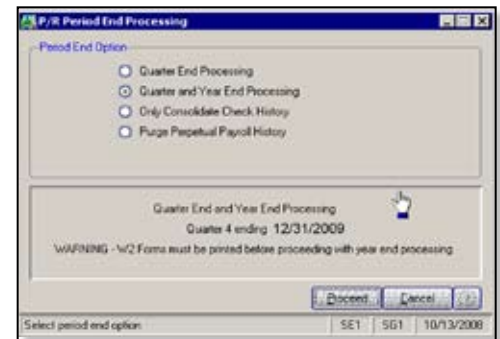 P/R Period End Processing
Period End Option
Quarter End Processing
Quarter and Year End Processing
Only Consolidate Check History
Purge Perpetual Payroll History
Quarter End and Year End Processing
Quarter 4 ending 12/31/2009
WARNING - W2 Forms must be printed before proceeding with year end processing
Proceed Cancel
Select period end option SE1 SG1 10/13/2008